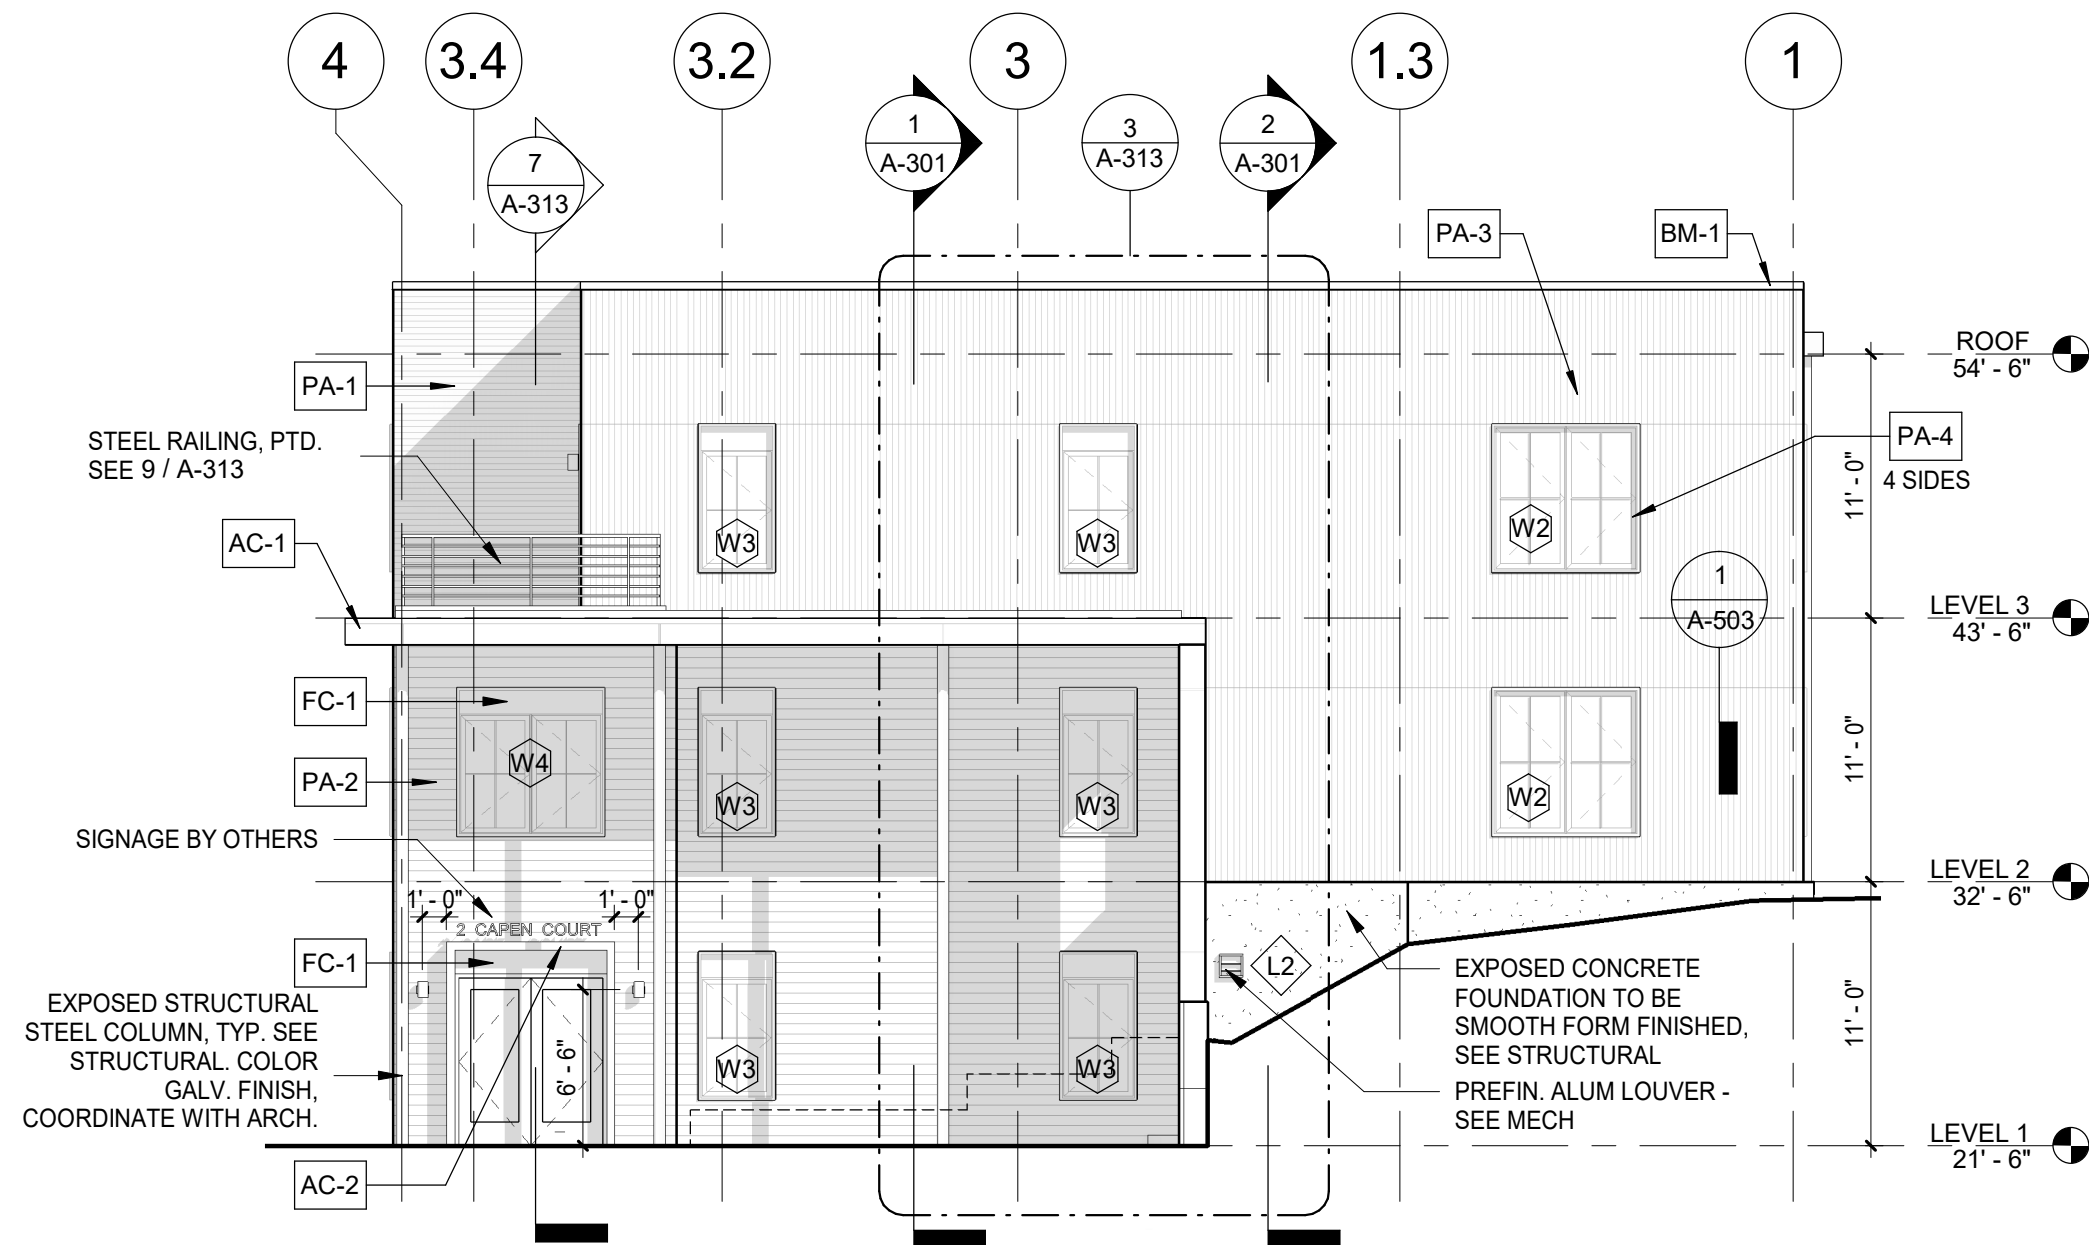 4
3.4
3.2
3
1.3
1
7
A-313
1
A-301
3
A-313
2
A-301
PA-3
BM-1
ROOF
54' - 6"
PA-1
STEEL RAILING, PTD.
SEE 9 / A-313
PA-4
4 SIDES
11' - 0"
AC-1
W3
W3
W2
1
A-503
LEVEL 3
43' - 6"
FC-1
W4
PA-2
W3
W3
W2
11' - 0"
SIGNAGE BY OTHERS
LEVEL 2
32' - 6"
1' - 0"
1' - 0"
2 CAPEN COURT
FC-1
L2
EXPOSED CONCRETE
FOUNDATION TO BE
SMOOTH FORM FINISHED,
SEE STRUCTURAL
11' - 0"
EXPOSED STRUCTURAL
STEEL COLUMN, TYP. SEE
STRUCTURAL. COLOR
GALV. FINISH,
COORDINATE WITH ARCH.
6' - 6"
W3
W3
PREFIN. ALUM LOUVER -
SEE MECH
LEVEL 1
21' - 6"
AC-2